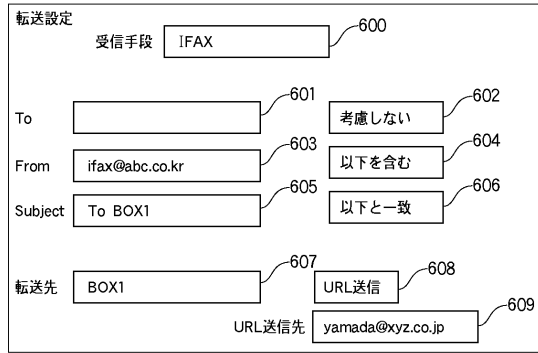 転送設定
受信手段 IFAX 600
601 602
To 考慮しない
603 604
From ifax@abc.co.kr 以下を含む
605 606
Subject To BOX1 以下と一致
607 608
転送先 BOX1 URL送信
609
URL送信先 yamada@xyz.co.jp